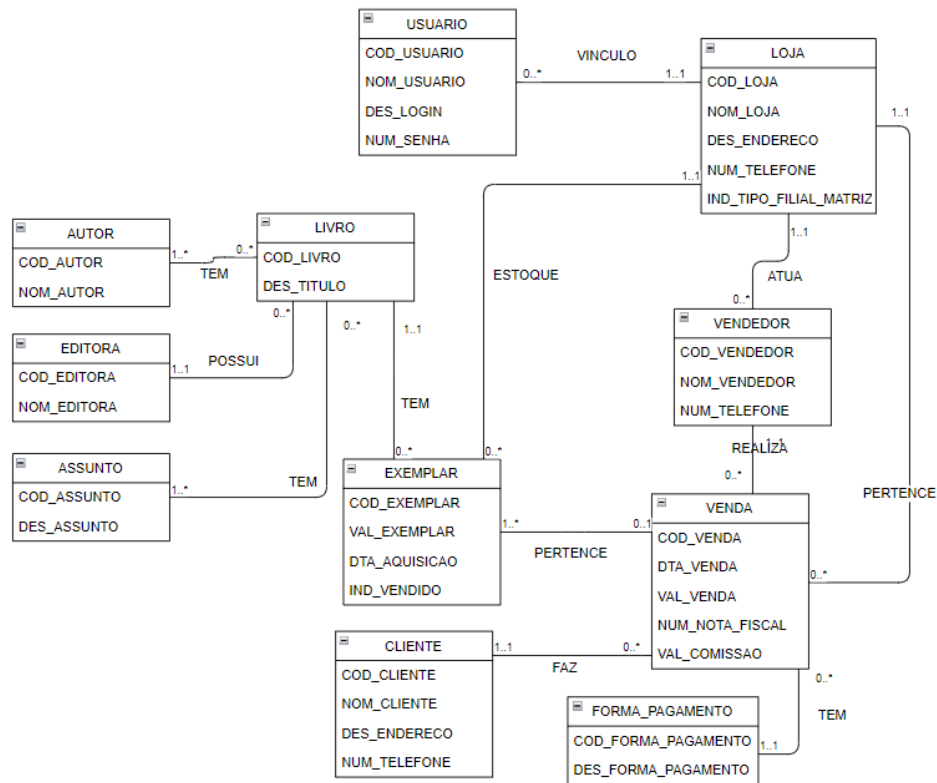 USUARIO
COD_USUARIO
NOM_USUARIO
DES_LOGIN
NUM_SENHA
VINCULO
0..*
1..1
LOJA
COD_LOJA
NOM_LOJA
DES_ENDERECO
NUM_TELEFONE
IND_TIPO_FILIAL_MATRIZ
1..1
1..1
1..1
AUTOR
COD_AUTOR
NOM_AUTOR
1..*
0..*
TEM
LIVRO
COD_LIVRO
DES_TITULO
0..*
0..*
1..1
ESTOQUE
ATUA
0..*
EDITORA
COD_EDITORA
NOM_EDITORA
1..1
POSSUI
VENDEDOR
COD_VENDEDOR
NOM_VENDEDOR
NUM_TELEFONE
TEM
REALIZA
1..1
0..*
ASSUNTO
COD_ASSUNTO
DES_ASSUNTO
1..*
TEM
0..*
0..*
EXEMPLAR
COD_EXEMPLAR
VAL_EXEMPLAR
DTA_AQUISICAO
IND_VENDIDO
1..*
0..1
PERTENCE
PERTENCE
VENDA
COD_VENDA
DTA_VENDA
VAL_VENDA
NUM_NOTA_FISCAL
VAL_COMISSAO
0..*
CLIENTE
COD_CLIENTE
NOM_CLIENTE
DES_ENDERECO
NUM_TELEFONE
1..1
0..*
FAZ
0..*
TEM
FORMA_PAGAMENTO
COD_FORMA_PAGAMENTO
DES_FORMA_PAGAMENTO
1..1